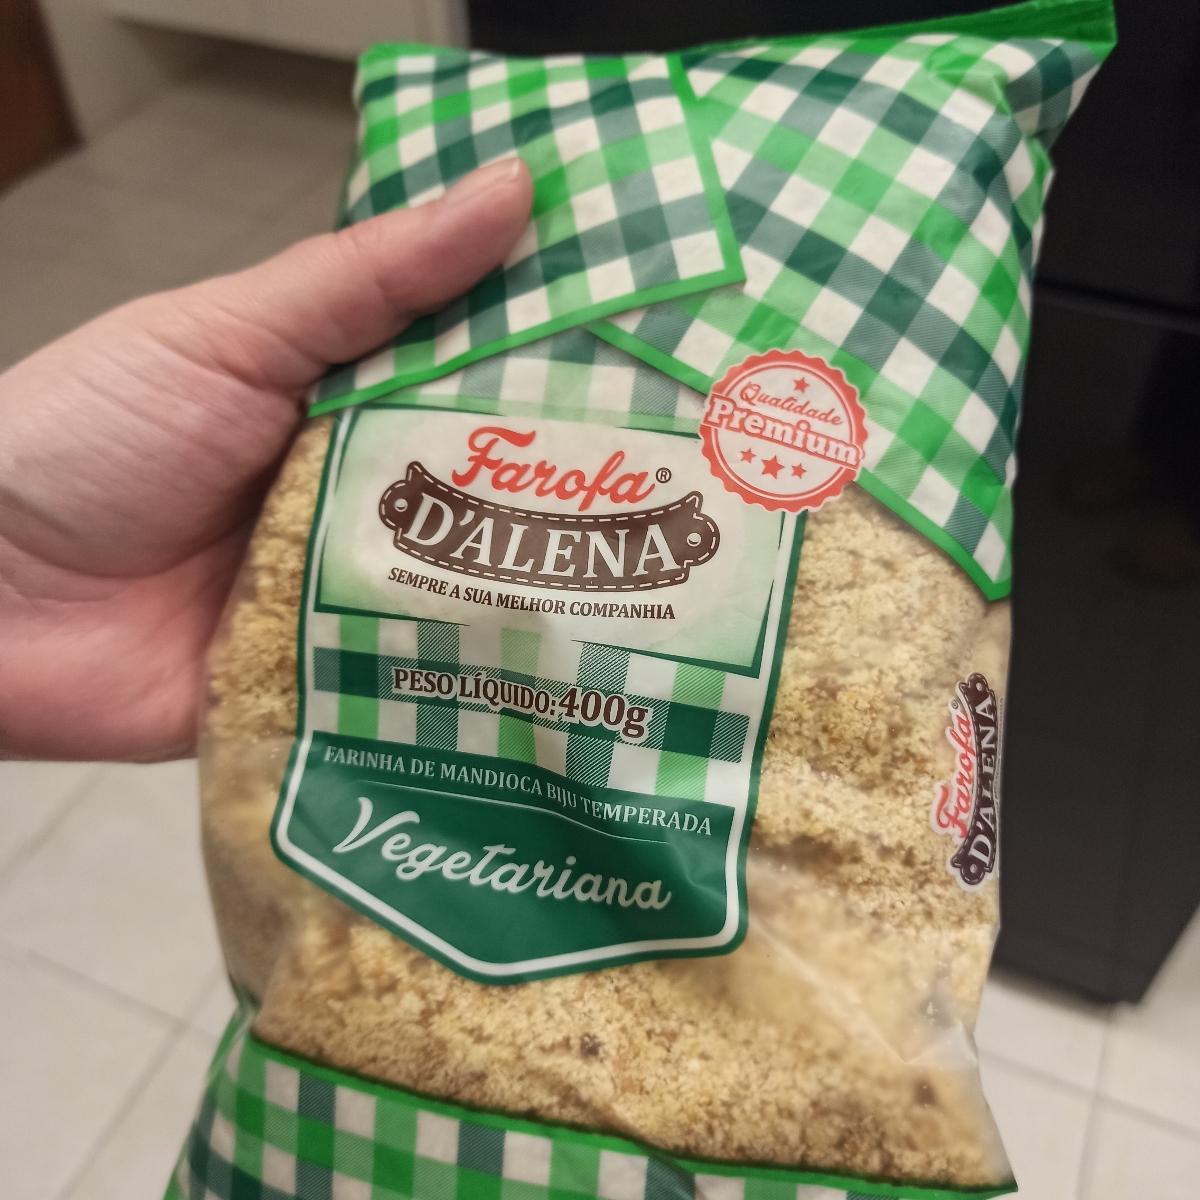 Qualidade
Premium
Farofa®
D'ALENA
SEMPRE A SUA MELHOR COMPANHIA
PESO LÍQUIDO: 400g
FARINHA DE MANDIOCA BIJU TEMPERADA
Vegetariana
Farofa
D'ALENA